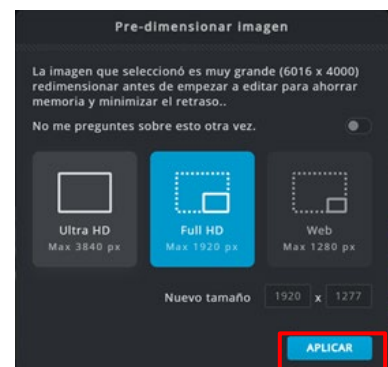 Pre-dimensionar imagen
La imagen que seleccionó es muy grande (6016 x 4000)
redimensionar antes de empezar a editar para ahorrar
memoria y minimizar el retraso..
No me preguntes sobre esto otra vez.
Ultra HD
Max 3840 px
Full HD
Max 1920 px
Web
Max 1280 px
Nuevo tamaño 1920 x 1277
APLICAR